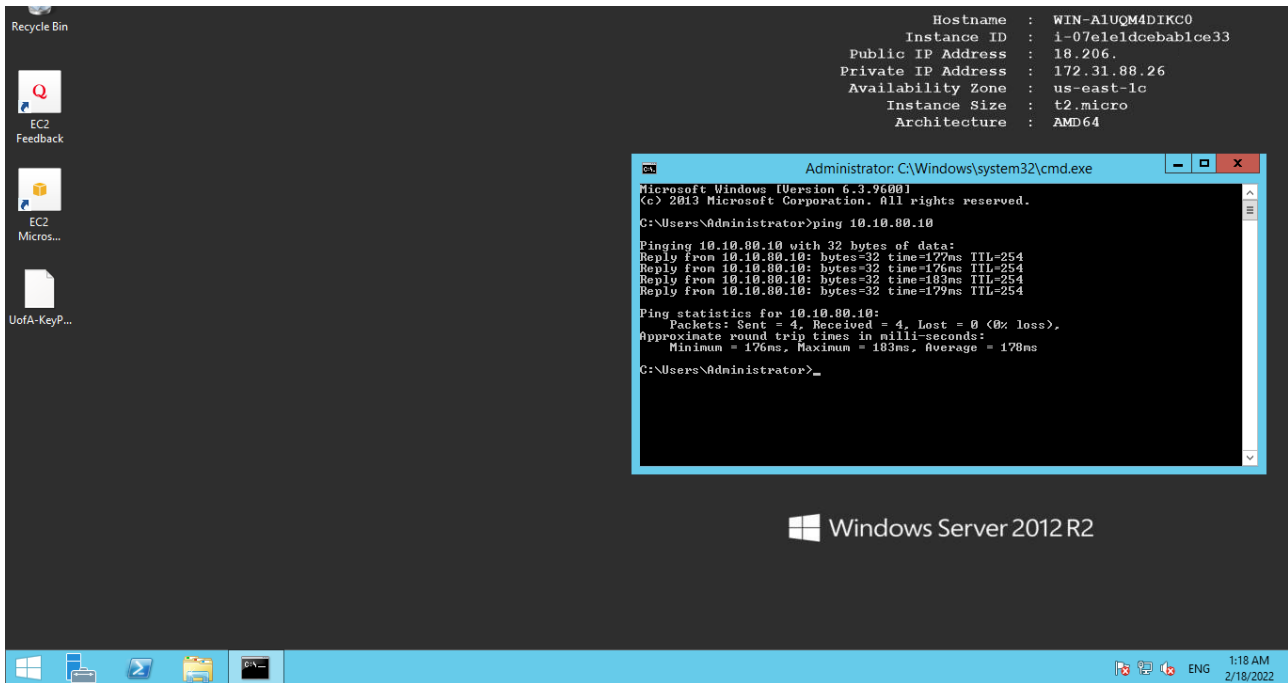 Recycle Bin
EC2
Feedback
EC2
Micros...
UofA-KeyP...
Hostname : WIN-A1UQM4DIKC0
Instance ID : i-07e1e1dcebab1ce33
Public IP Address : 18.206.
Private IP Address : 172.31.88.26
Availability Zone : us-east-1c
Instance Size : t2.micro
Architecture : AMD64
Administrator: C:\Windows\system32\cmd.exe
Microsoft Windows [Version 6.3.9600]
(c) 2013 Microsoft Corporation. All rights reserved.
C:\Users\Administrator>ping 10.10.80.10
Pinging 10.10.80.10 with 32 bytes of data:
Reply from 10.10.80.10: bytes=32 time=177ms TTL=254
Reply from 10.10.80.10: bytes=32 time=176ms TTL=254
Reply from 10.10.80.10: bytes=32 time=183ms TTL=254
Reply from 10.10.80.10: bytes=32 time=179ms TTL=254
Ping statistics for 10.10.80.10:
Packets: Sent = 4, Received = 4, Lost = 0 (0% loss),
Approximate round trip times in milli-seconds:
Minimum = 176ms, Maximum = 183ms, Average = 178ms
C:\Users\Administrator>_
Windows Server 2012 R2
ENG
1:18 AM
2/18/2022